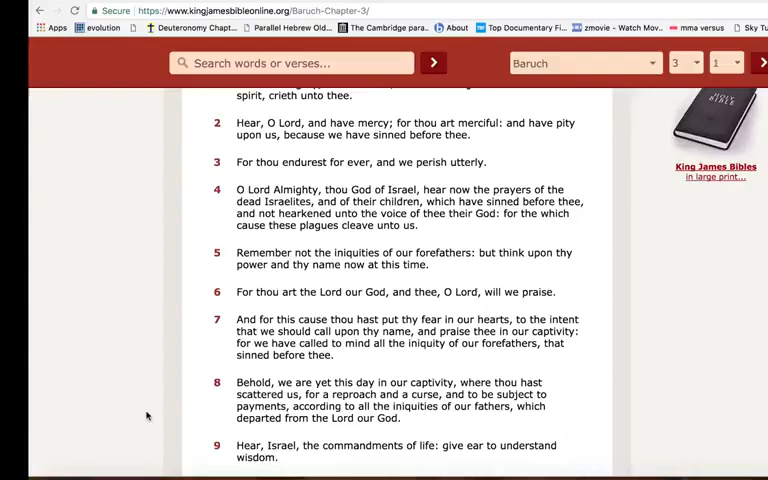 Secure https://www.kingjamesbibleonline.org/Baruch-Chapter-3/
Apps evolution Deuteronomy Chapt... Parallel Hebrew Old... The Cambridge para... About Top Documentary Fi... zmovie - Watch Mov... mma versus Sky Tu
Search words or verses...
Baruch 3 1
spirit, crieth unto thee.
2 Hear, O Lord, and have mercy; for thou art merciful: and have pity
upon us, because we have sinned before thee.
3 For thou endurest for ever, and we perish utterly.
4 O Lord Almighty, thou God of Israel, hear now the prayers of the
dead Israelites, and of their children, which have sinned before thee,
and not hearkened unto the voice of thee their God: for the which
cause these plagues cleave unto us.
5 Remember not the iniquities of our forefathers: but think upon thy
power and thy name now at this time.
6 For thou art the Lord our God, and thee, O Lord, will we praise.
7 And for this cause thou hast put thy fear in our hearts, to the intent
that we should call upon thy name, and praise thee in our captivity:
for we have called to mind all the iniquity of our forefathers, that
sinned before thee.
8 Behold, we are yet this day in our captivity, where thou hast
scattered us, for a reproach and a curse, and to be subject to
payments, according to all the iniquities of our fathers, which
departed from the Lord our God.
9 Hear, Israel, the commandments of life: give ear to understand
wisdom.
HOLY
BIBLE
King James Bibles
in large print...